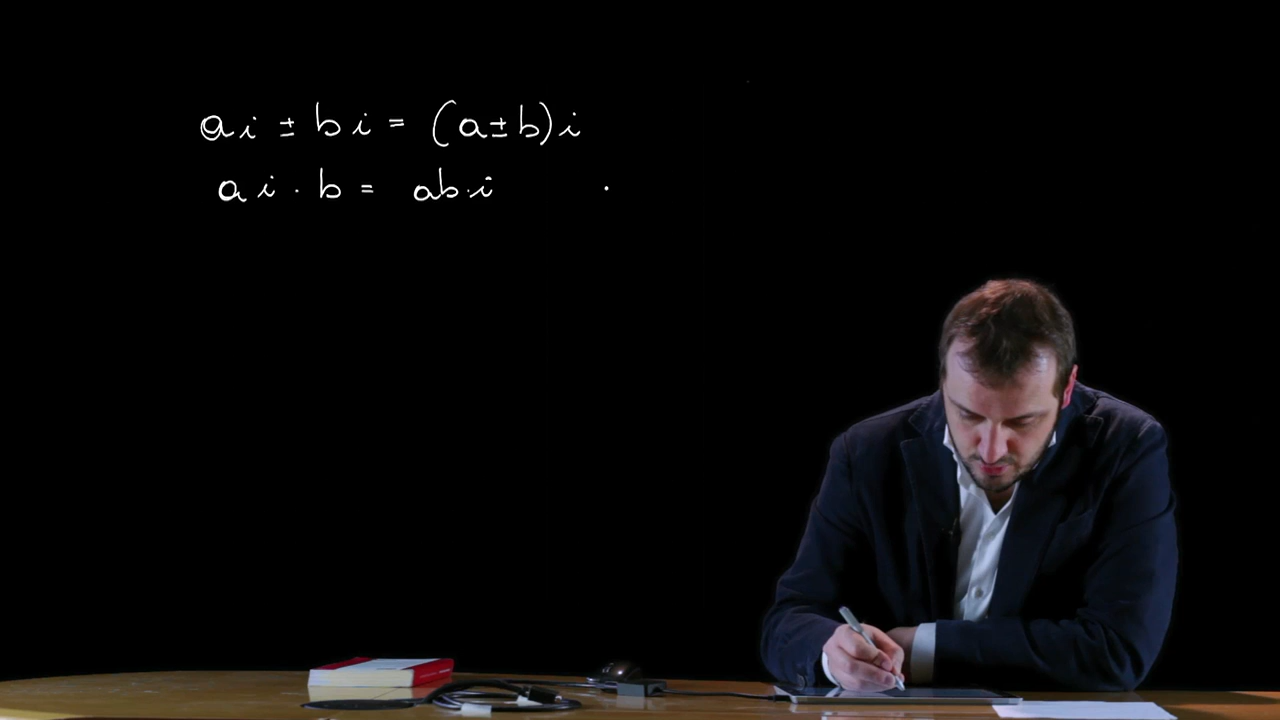 ai ± bi = (a±b)i
ai · b = ab·i ·